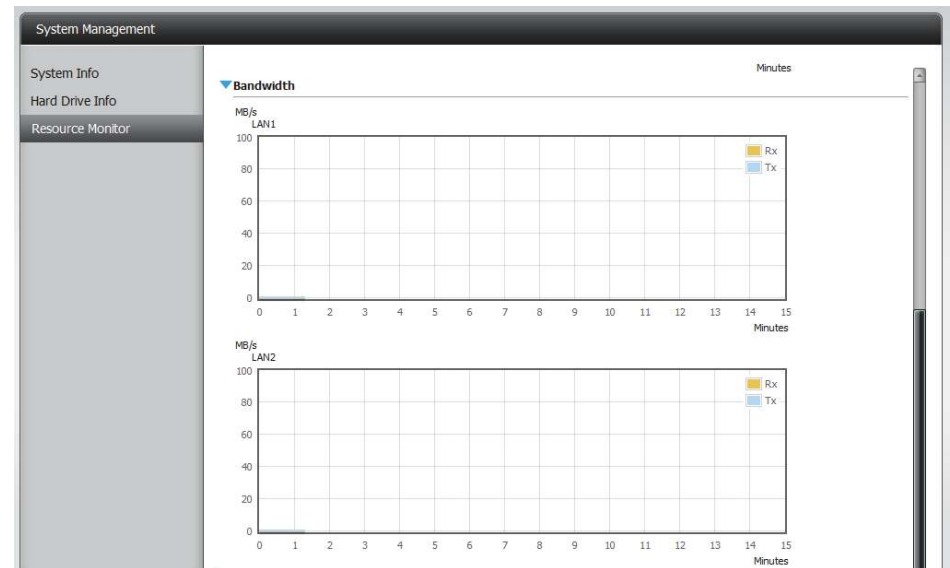 System Management
System Info
Hard Drive Info
Resource Monitor
Minutes
Bandwidth
MB/s
LAN1
100
80
60
40
20
0
0 1 2 3 4 5 6 7 8 9 10 11 12 13 14 15
Rx
Tx
Minutes
MB/s
LAN2
100
80
60
40
20
0
0 1 2 3 4 5 6 7 8 9 10 11 12 13 14 15
Rx
Tx
Minutes